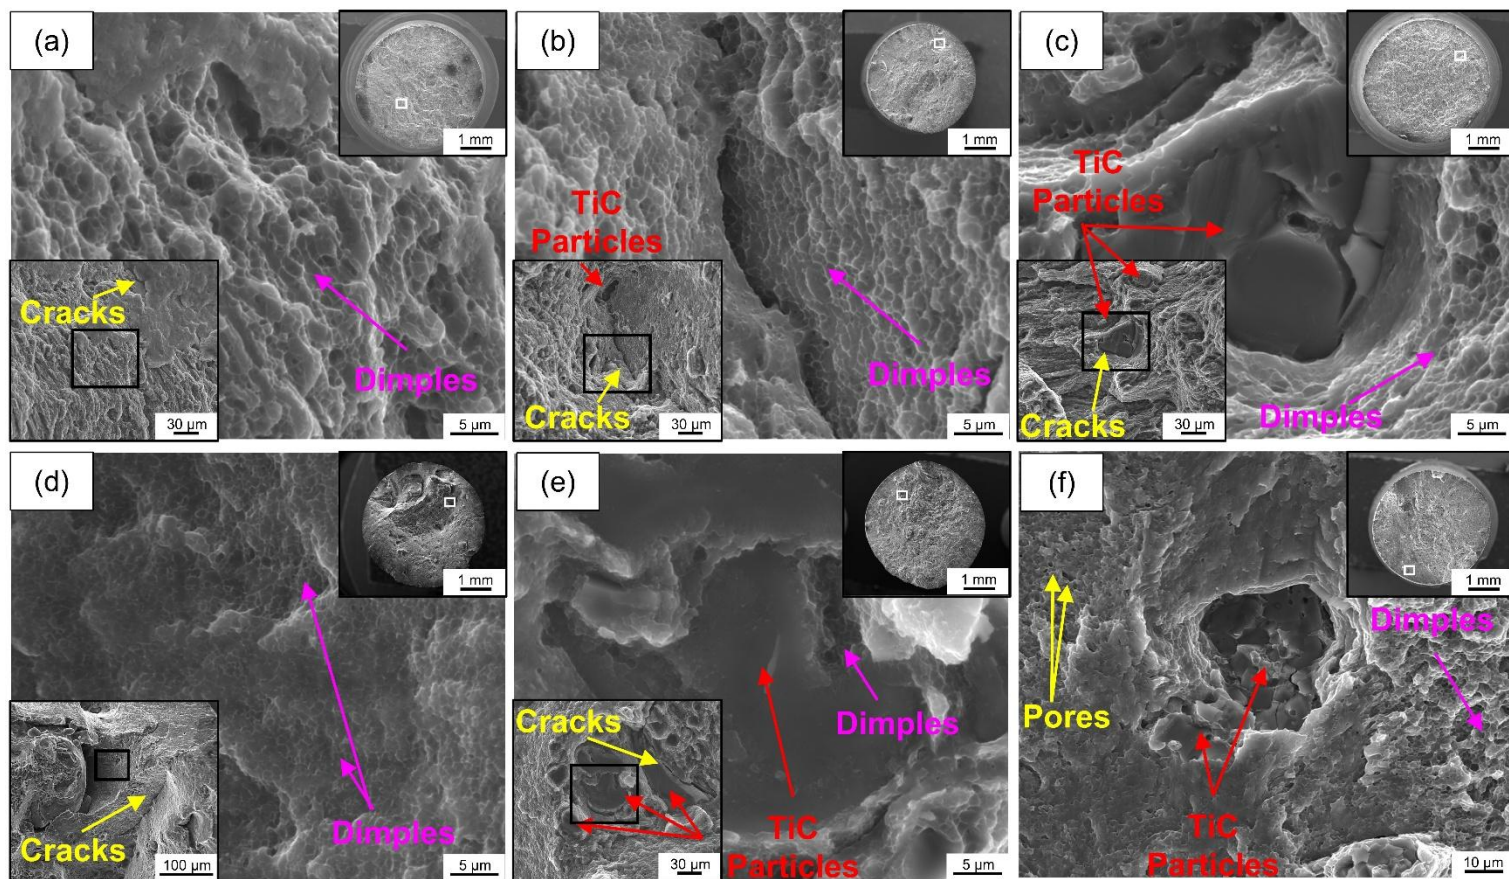 (a)
1 mm
Cracks
Dimples
30 µm
5 µm
(b)
1 mm
TiC
Particles
Cracks
Dimples
30 µm
5 µm
(c)
1 mm
TiC
Particles
Cracks
Dimples
30 µm
5 µm
(d)
1 mm
Cracks
Dimples
100 µm
5 µm
(e)
1 mm
Cracks
Dimples
TiC
Particles
30 µm
5 µm
(f)
1 mm
Dimples
Pores
TiC
Particles
10 µm